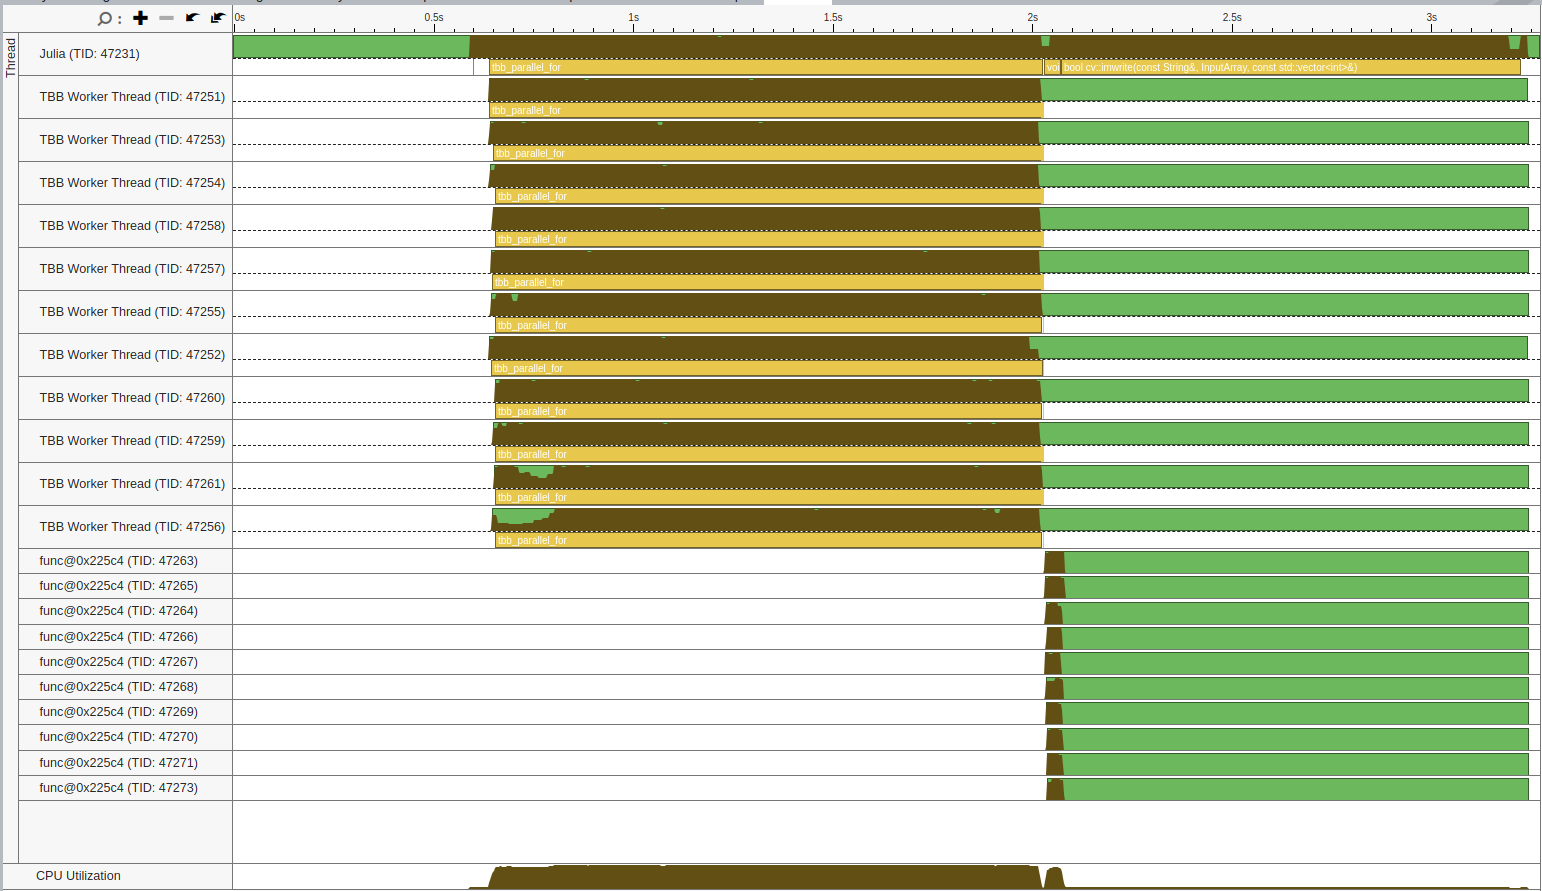 0s 0.5s 1s 1.5s 2s 2.5s 3s
Thread
Julia (TID: 47231)
tbb_parallel_for voi bool cv::imwrite(const String&, InputArray, const std::vector<int>&)
TBB Worker Thread (TID: 47251)
tbb_parallel_for
TBB Worker Thread (TID: 47253)
tbb_parallel_for
TBB Worker Thread (TID: 47254)
tbb_parallel_for
TBB Worker Thread (TID: 47258)
tbb_parallel_for
TBB Worker Thread (TID: 47257)
tbb_parallel_for
TBB Worker Thread (TID: 47255)
tbb_parallel_for
TBB Worker Thread (TID: 47252)
tbb_parallel_for
TBB Worker Thread (TID: 47260)
tbb_parallel_for
TBB Worker Thread (TID: 47259)
tbb_parallel_for
TBB Worker Thread (TID: 47261)
tbb_parallel_for
TBB Worker Thread (TID: 47256)
tbb_parallel_for
func@0x225c4 (TID: 47263)
func@0x225c4 (TID: 47265)
func@0x225c4 (TID: 47264)
func@0x225c4 (TID: 47266)
func@0x225c4 (TID: 47267)
func@0x225c4 (TID: 47268)
func@0x225c4 (TID: 47269)
func@0x225c4 (TID: 47270)
func@0x225c4 (TID: 47271)
func@0x225c4 (TID: 47273)
CPU Utilization